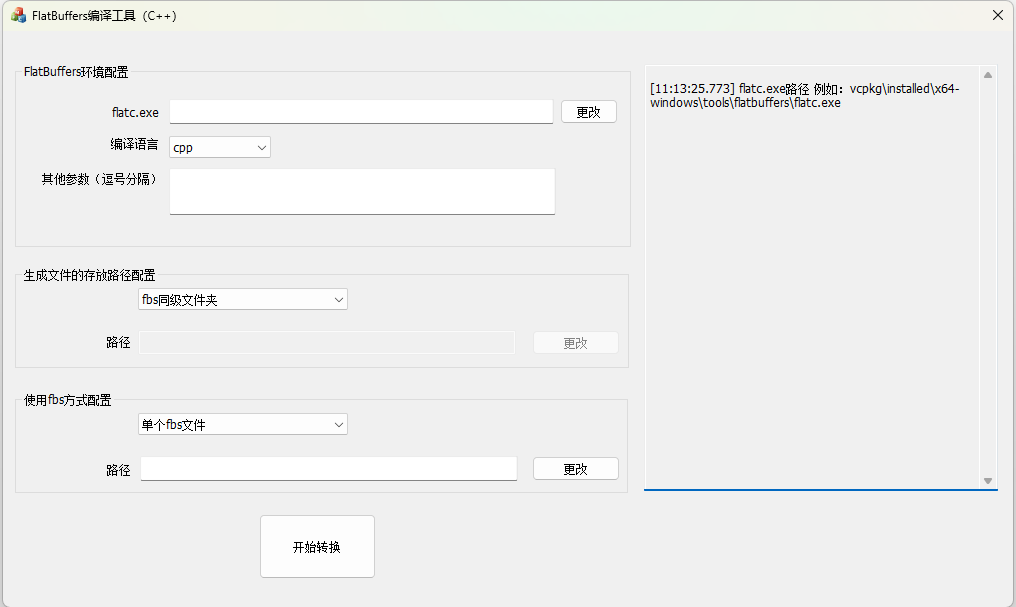 FlatBuffers编译工具（C++）
FlatBuffers环境配置
flatc.exe
更改
编译语言
cpp
其他参数（逗号分隔）
生成文件的存放路径配置
fbs同级文件夹
路径
更改
使用fbs方式配置
单个fbs文件
路径
更改
开始转换
[11:13:25.773] flatc.exe路径 例如：vcpkg\installed\x64-
windows\tools\flatbuffers\flatc.exe